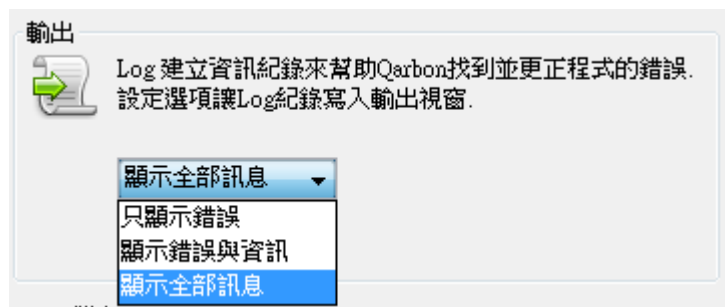 輸出
Log 建立資訊紀錄來幫助Qarbon找到並更正程式的錯誤.
設定選項讓Log紀錄寫入輸出視窗.
顯示全部訊息
只顯示錯誤
顯示錯誤與資訊
顯示全部訊息